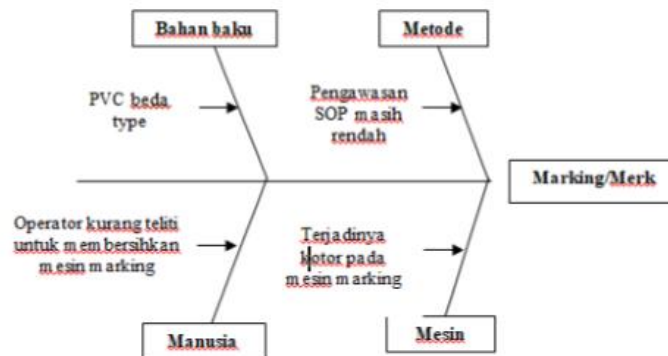 Bahan baku
Metode
PVC beda
type
Pengawasan
SOP masih
rendah
Marking/Merk
Operator kurang teliti
untuk membersihkan
mesin marking
Terjadinya
kotor pada
mesin marking
Manusia
Mesin